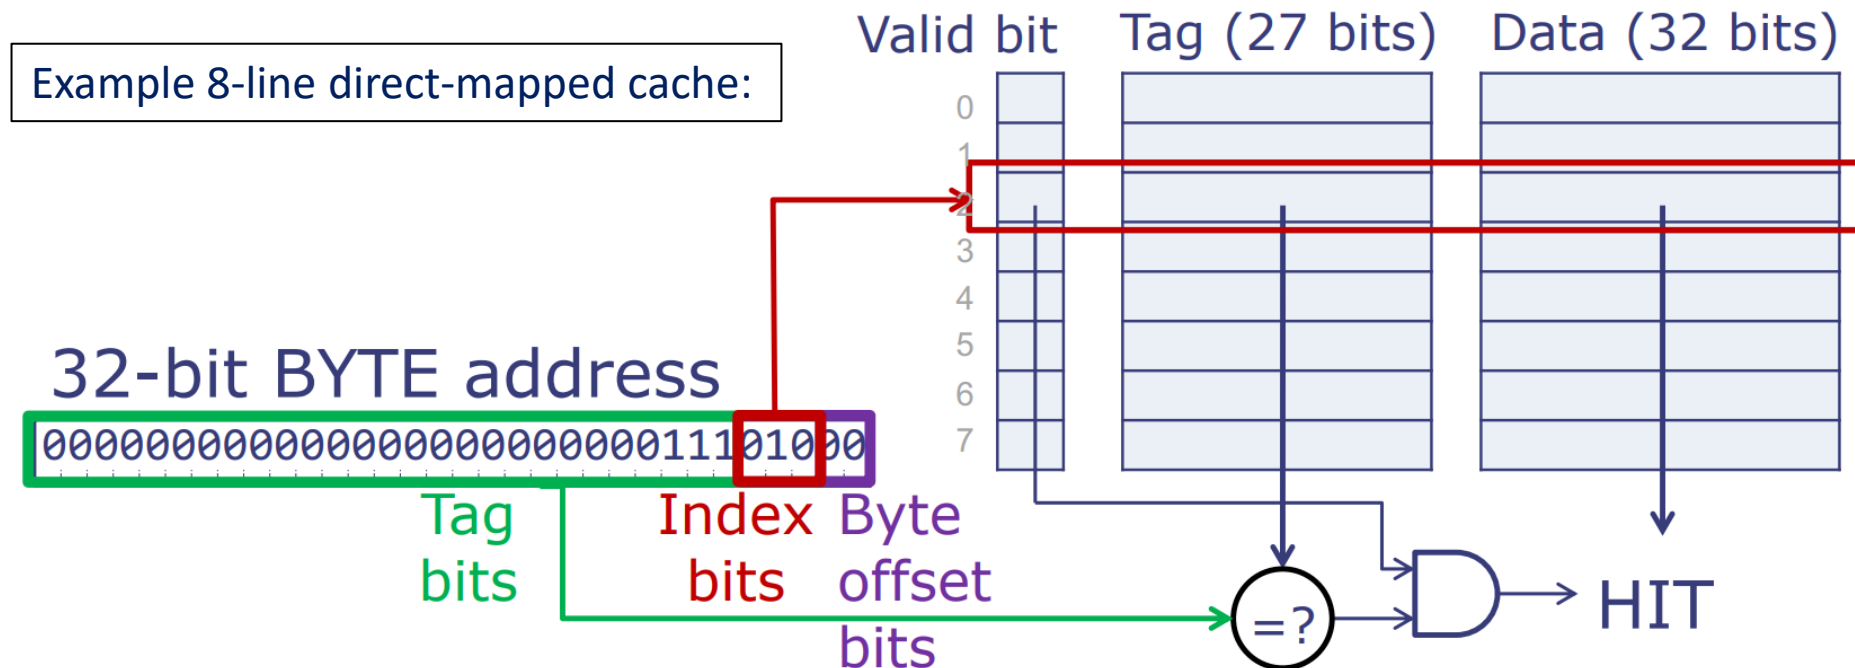 Example 8-line direct-mapped cache:
Valid bit
Tag (27 bits)
Data (32 bits)
0
1
2
3
4
5
6
7
32-bit BYTE address
00000000000000000000000011101000
Tag
bits
Index
bits
Byte
offset
bits
=?
HIT